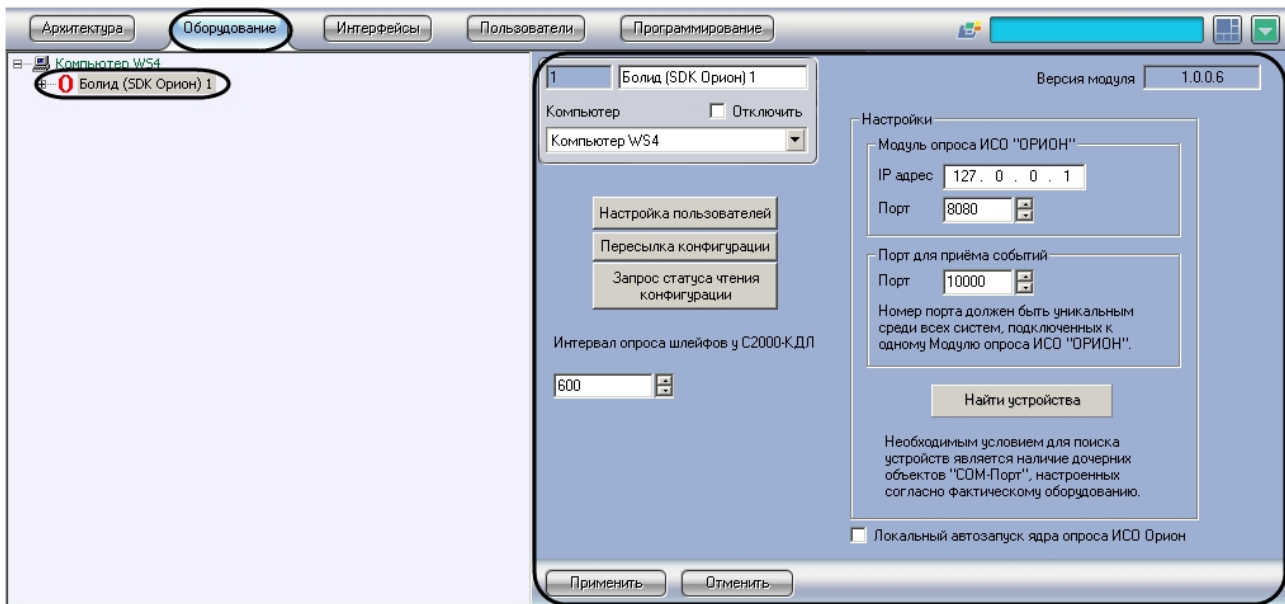 Архитектура
Оборудование
Интерфейсы
Пользователи
Программирование
Компьютер WS4
Болид (SDK Орион) 1
1
Болид (SDK Орион) 1
Компьютер
Отключить
Компьютер WS4
Версия модуля
1.0.0.6
Настройка пользователей
Пересылка конфигурации
Запрос статуса чтения
конфигурации
Интервал опроса шлейфов у С2000-КДЛ
600
Настройки
Модуль опроса ИСО "ОРИОН"
IP адрес
127 . 0 . 0 . 1
Порт
8080
Порт для приёма событий
Порт
10000
Номер порта должен быть уникальным
среди всех систем, подключенных к
одному Модулю опроса ИСО "ОРИОН".
Найти устройства
Необходимым условием для поиска
устройств является наличие дочерних
объектов "СОМ-Порт", настроенных
согласно фактическому оборудованию.
Локальный автозапуск ядра опроса ИСО Орион
Применить
Отменить